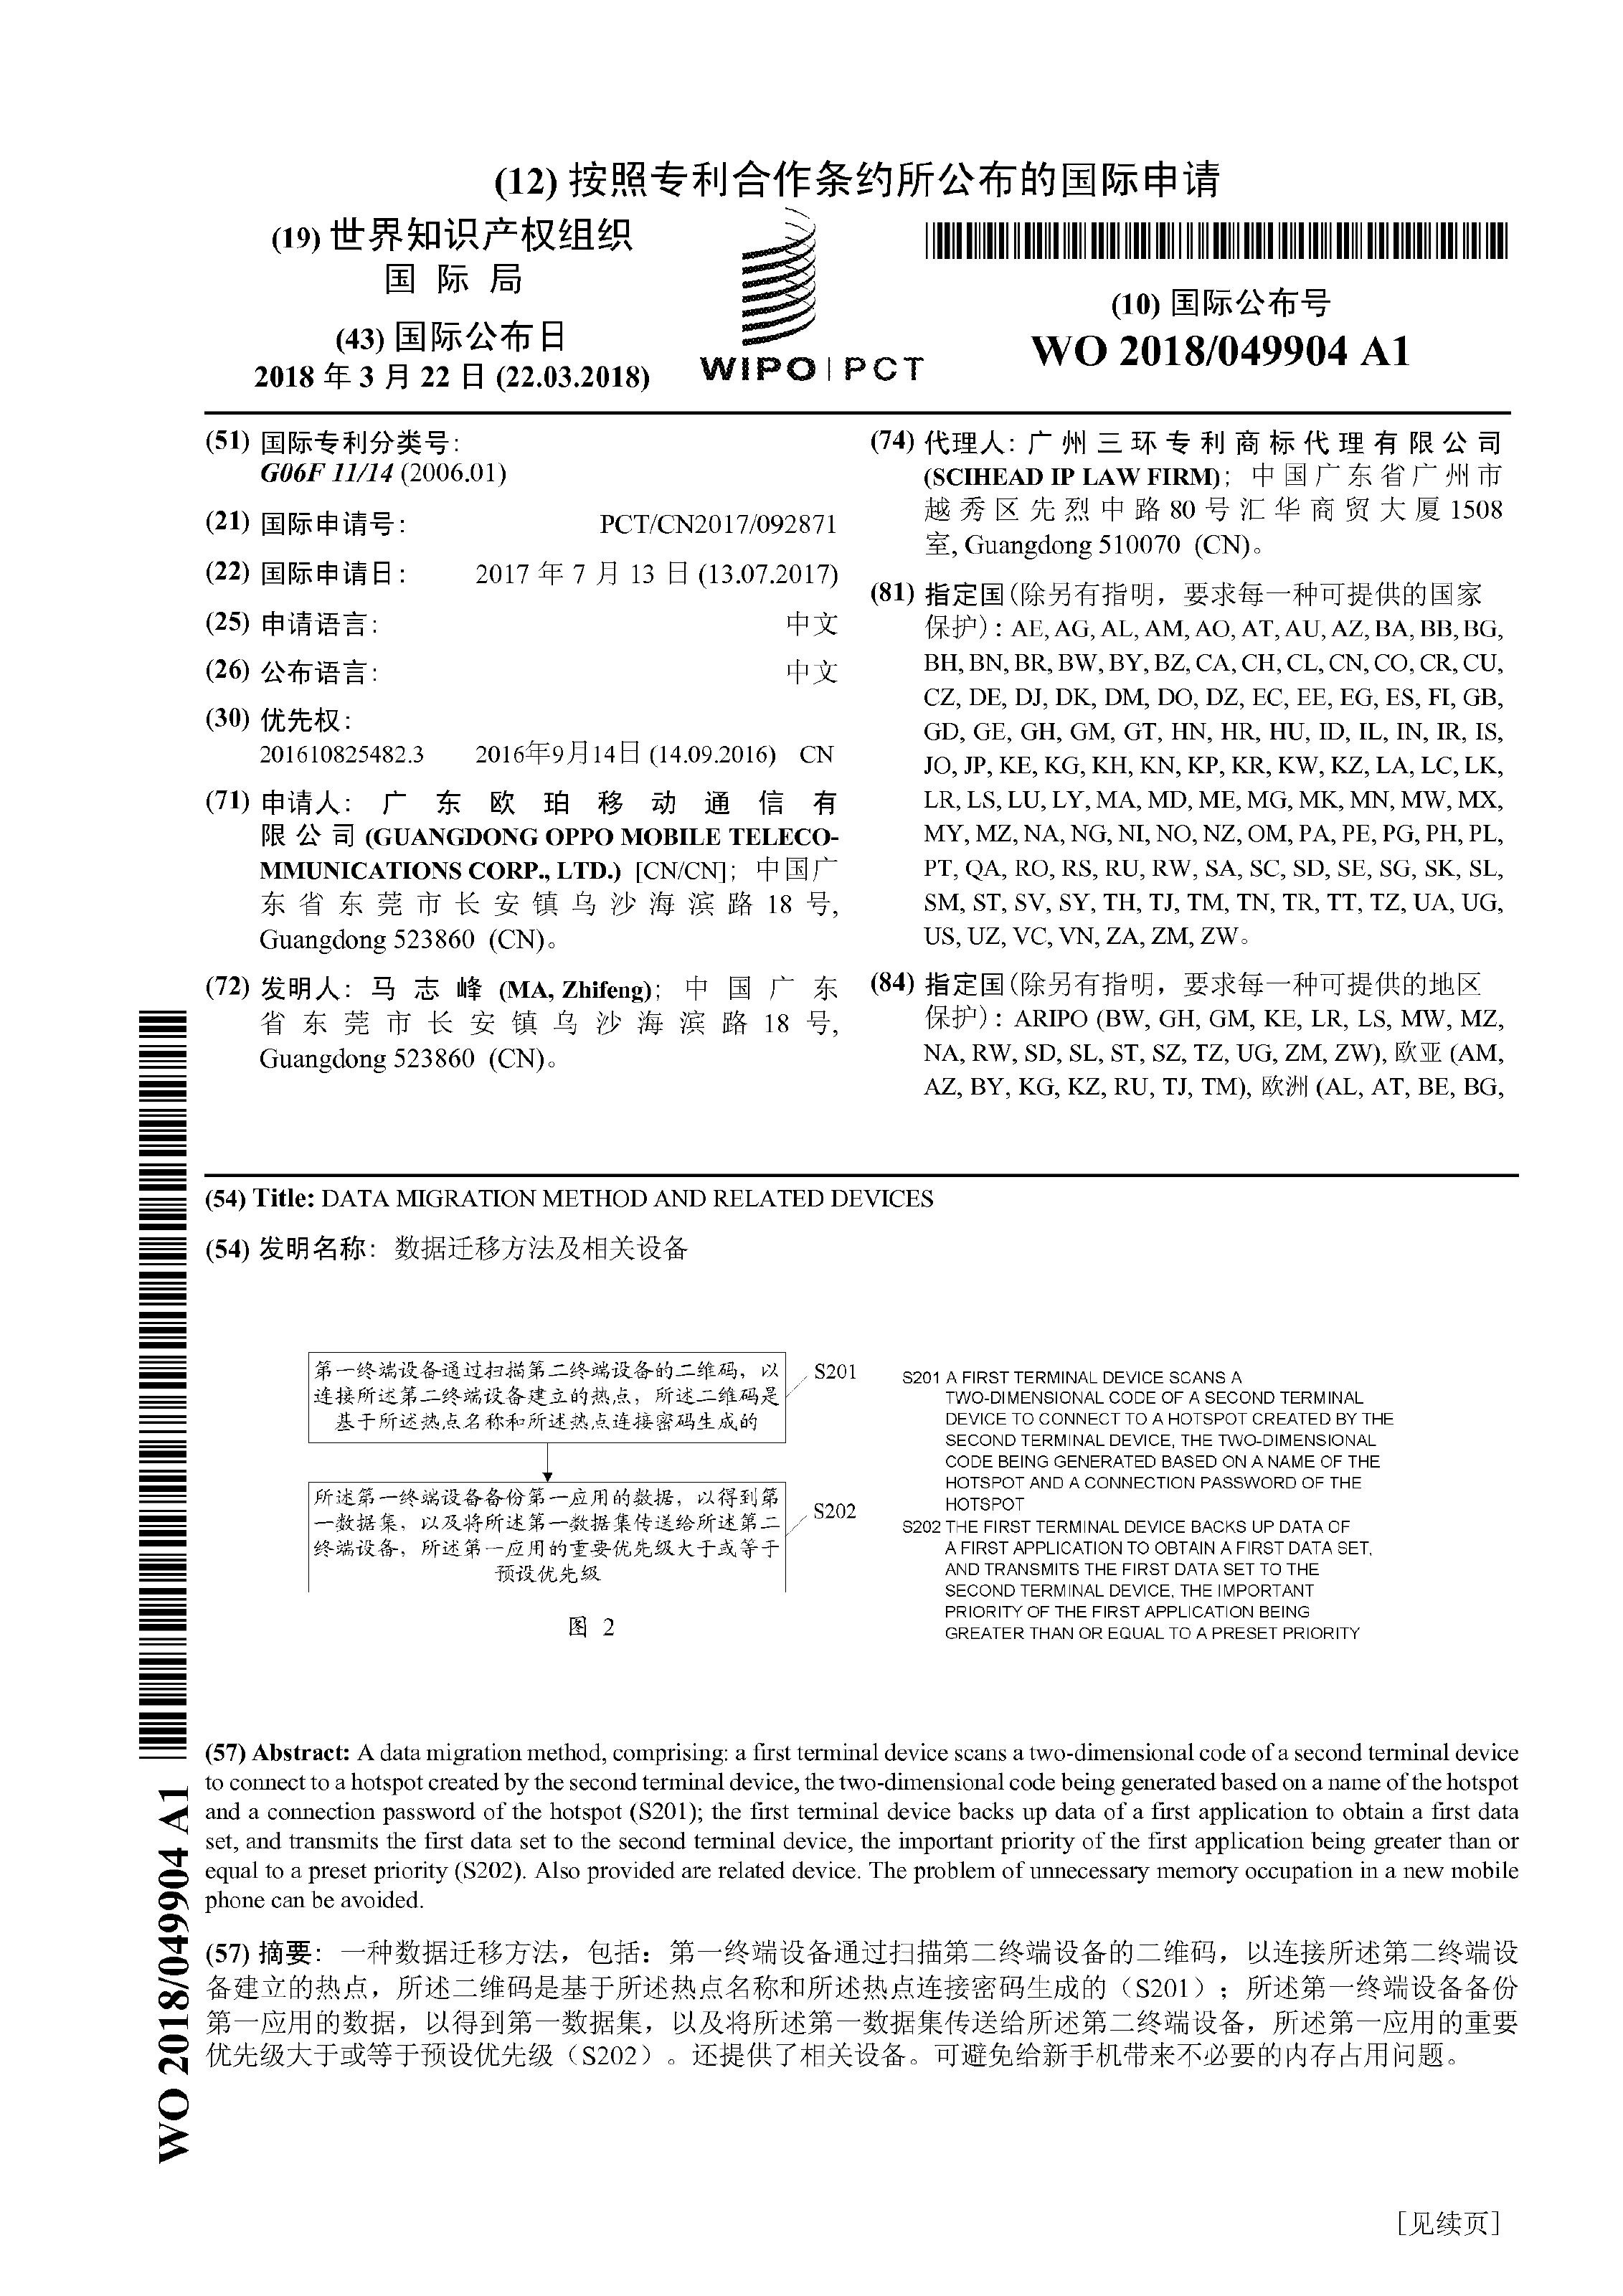 (12) 按照专利合作条约所公布的国际申请
(19) 世界知识产权组织
国 际 局
(43) 国际公布日
2018 年 3 月 22 日 (22.03.2018)
WIPO | PCT
(10) 国际公布号
WO 2018/049904 A1
(51) 国际专利分类号:
G06F 11/14 (2006.01)
(21) 国际申请号: PCT/CN2017/092871
(22) 国际申请日: 2017 年 7 月 13 日 (13.07.2017)
(25) 申请语言: 中文
(26) 公布语言: 中文
(30) 优先权:
201610825482.3 2016年9月14日 (14.09.2016) CN
(71) 申请人: 广 东 欧 珀 移 动 通 信 有
限 公 司 (GUANGDONG OPPO MOBILE TELECO-
MMUNICATIONS CORP., LTD.) [CN/CN]; 中国广
东 省 东 莞 市 长 安 镇 乌 沙 海 滨 路 18 号,
Guangdong 523860 (CN)。
(72) 发明人: 马 志 峰 (MA, Zhifeng); 中 国 广 东
省 东 莞 市 长 安 镇 乌 沙 海 滨 路 18 号,
Guangdong 523860 (CN)。
(74) 代理人: 广 州 三 环 专 利 商 标 代 理 有 限 公 司
(SCIHEAD IP LAW FIRM); 中 国 广 东 省 广 州 市
越 秀 区 先 烈 中 路 80 号 汇 华 商 贸 大 厦 1508
室, Guangdong 510070 (CN)。
(81) 指定国(除另有指明，要求每一种可提供的国家
保护): AE, AG, AL, AM, AO, AT, AU, AZ, BA, BB, BG,
BH, BN, BR, BW, BY, BZ, CA, CH, CL, CN, CO, CR, CU,
CZ, DE, DJ, DK, DM, DO, DZ, EC, EE, EG, ES, FI, GB,
GD, GE, GH, GM, GT, HN, HR, HU, ID, IL, IN, IR, IS,
JO, JP, KE, KG, KH, KN, KP, KR, KW, KZ, LA, LC, LK,
LR, LS, LU, LY, MA, MD, ME, MG, MK, MN, MW, MX,
MY, MZ, NA, NG, NI, NO, NZ, OM, PA, PE, PG, PH, PL,
PT, QA, RO, RS, RU, RW, SA, SC, SD, SE, SG, SK, SL,
SM, ST, SV, SY, TH, TJ, TM, TN, TR, TT, TZ, UA, UG,
US, UZ, VC, VN, ZA, ZM, ZW。
(84) 指定国(除另有指明，要求每一种可提供的地区
保护): ARIPO (BW, GH, GM, KE, LR, LS, MW, MZ,
NA, RW, SD, SL, ST, SZ, TZ, UG, ZM, ZW), 欧亚 (AM,
AZ, BY, KG, KZ, RU, TJ, TM), 欧洲 (AL, AT, BE, BG,
(54) Title: DATA MIGRATION METHOD AND RELATED DEVICES
(54) 发明名称: 数据迁移方法及相关设备
第一终端设备通过扫描第二终端设备的二维码，以
连接所述第二终端设备建立的热点，所述二维码是
基于所述热点名称和所述热点连接密码生成的
S201
所述第一终端设备备份第一应用的数据，以得到第
一数据集，以及将所述第一数据集传送给所述第二
终端设备，所述第一应用的重要优先级大于或等于
预设优先级
S202
图 2
S201 A FIRST TERMINAL DEVICE SCANS A
TWO-DIMENSIONAL CODE OF A SECOND TERMINAL
DEVICE TO CONNECT TO A HOTSPOT CREATED BY THE
SECOND TERMINAL DEVICE, THE TWO-DIMENSIONAL
CODE BEING GENERATED BASED ON A NAME OF THE
HOTSPOT AND A CONNECTION PASSWORD OF THE
HOTSPOT
S202 THE FIRST TERMINAL DEVICE BACKS UP DATA OF
A FIRST APPLICATION TO OBTAIN A FIRST DATA SET,
AND TRANSMITS THE FIRST DATA SET TO THE
SECOND TERMINAL DEVICE, THE IMPORTANT
PRIORITY OF THE FIRST APPLICATION BEING
GREATER THAN OR EQUAL TO A PRESET PRIORITY
(57) Abstract: A data migration method, comprising: a first terminal device scans a two-dimensional code of a second terminal device
to connect to a hotspot created by the second terminal device, the two-dimensional code being generated based on a name of the hotspot
and a connection password of the hotspot (S201); the first terminal device backs up data of a first application to obtain a first data
set, and transmits the first data set to the second terminal device, the important priority of the first application being greater than or
equal to a preset priority (S202). Also provided are related device. The problem of unnecessary memory occupation in a new mobile
phone can be avoided.
(57) 摘要: 一种数据迁移方法，包括：第一终端设备通过扫描第二终端设备的二维码，以连接所述第二终端设
备建立的热点，所述二维码是基于所述热点名称和所述热点连接密码生成的（S201）；所述第一终端设备备份
第一应用的数据，以得到第一数据集，以及将所述第一数据集传送给所述第二终端设备，所述第一应用的重要
优先级大于或等于预设优先级（S202）。还提供了相关设备。可避免给新手机带来不必要的内存占用问题。
WO 2018/049904 A1
[见续页]